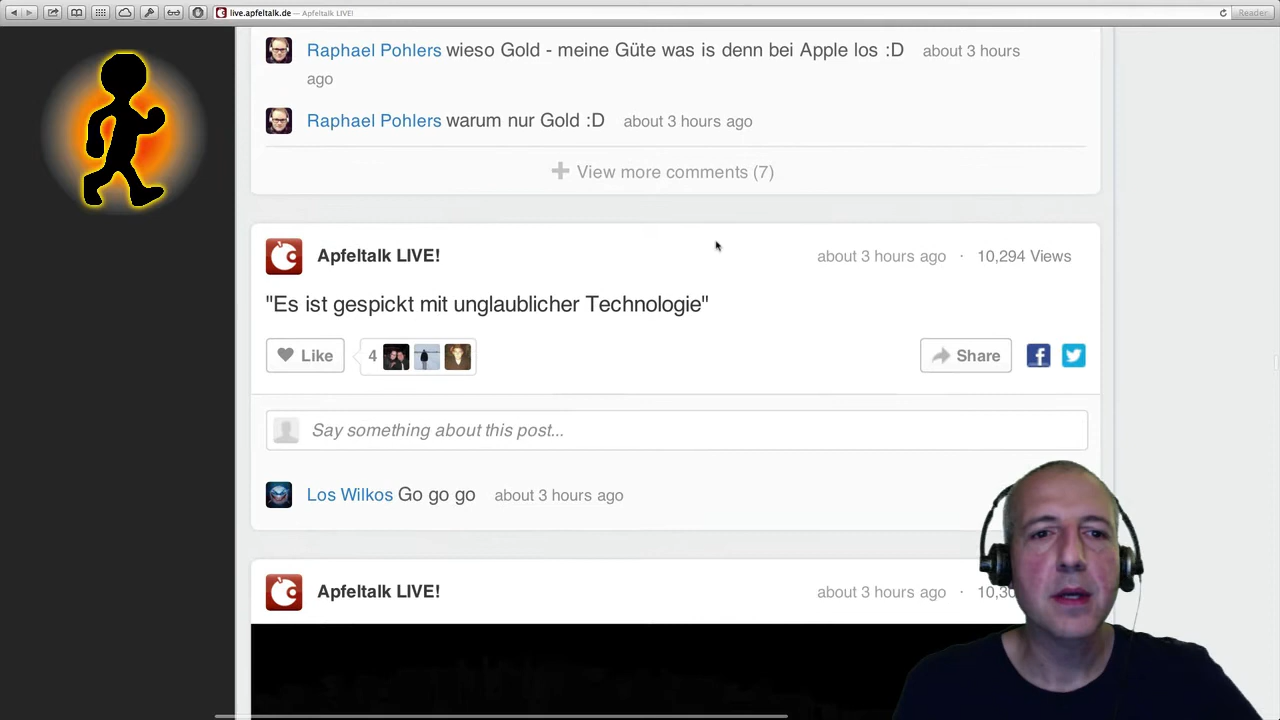 live.apfeltalk.de — Apfeltalk LIVE!
Reader
Raphael Pohlers wieso Gold - meine Güte was is denn bei Apple los :D about 3 hours
ago
Raphael Pohlers warum nur Gold :D about 3 hours ago
View more comments (7)
Apfeltalk LIVE! about 3 hours ago · 10,294 Views
"Es ist gespickt mit unglaublicher Technologie"
Like 4 Share
Say something about this post...
Los Wilkos Go go go about 3 hours ago
Apfeltalk LIVE! about 3 hours ago ·